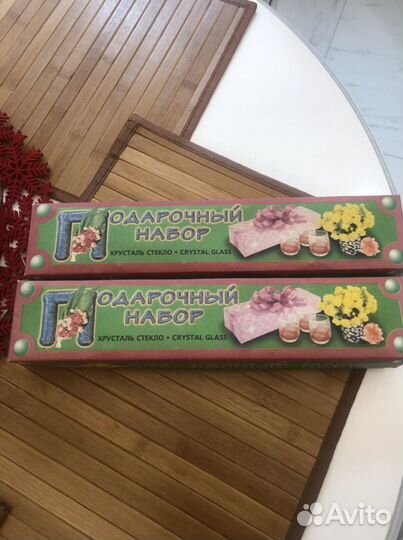 ПОДАРОЧНЫЙ
НАБОР
ХРУСТАЛЬ СТЕКЛО • CRYSTAL GLASS
ПОДАРОЧНЫЙ
НАБОР
ХРУСТАЛЬ СТЕКЛО • CRYSTAL GLASS
Avito